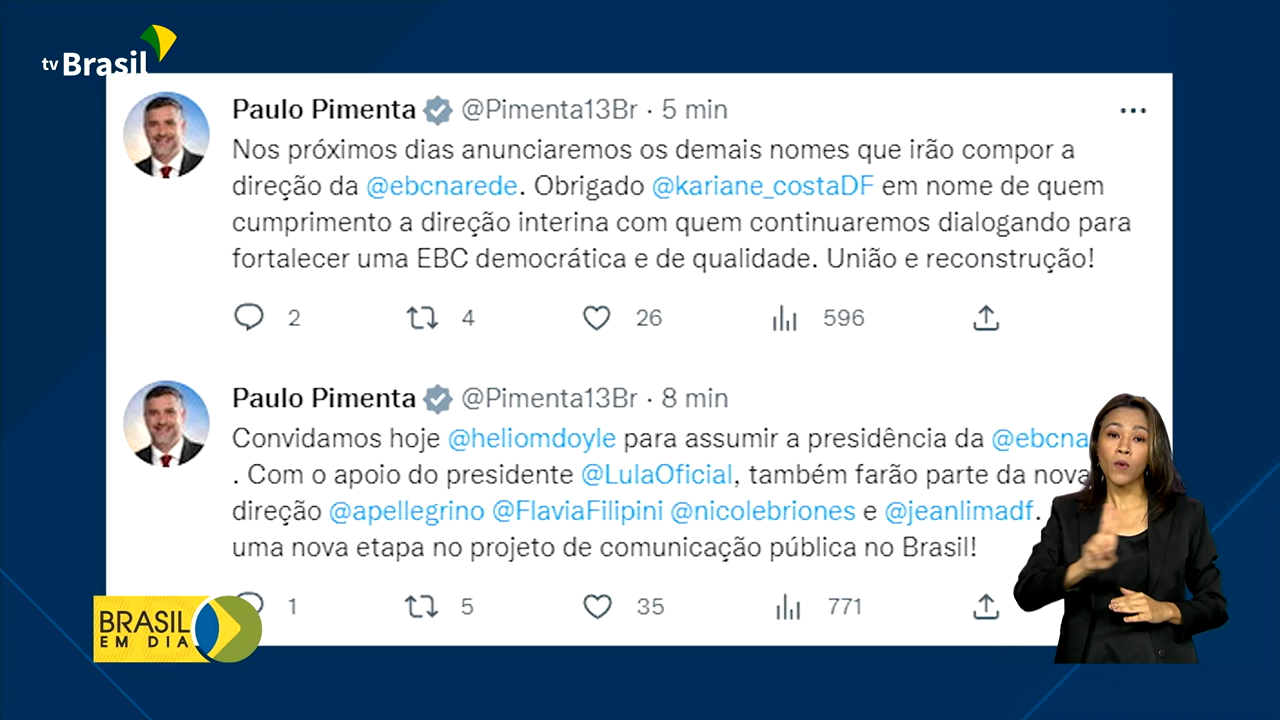 tv Brasil
Paulo Pimenta @Pimenta13Br · 5 min
Nos próximos dias anunciaremos os demais nomes que irão compor a
direção da @ebcnarede. Obrigado @kariane_costaDF em nome de quem
cumprimento a direção interina com quem continuaremos dialogando para
fortalecer uma EBC democrática e de qualidade. União e reconstrução!
2 4 26 596
Paulo Pimenta @Pimenta13Br · 8 min
Convidamos hoje @heliomdoyle para assumir a presidência da
. Com o apoio do presidente @LulaOficial, também farão parte da nova
direção @apellegrino @FlaviaFilipini @nicolebriones e @jeanlimadf.
uma nova etapa no projeto de comunicação pública no Brasil!
1 5 35 771
BRASIL
EM DIA